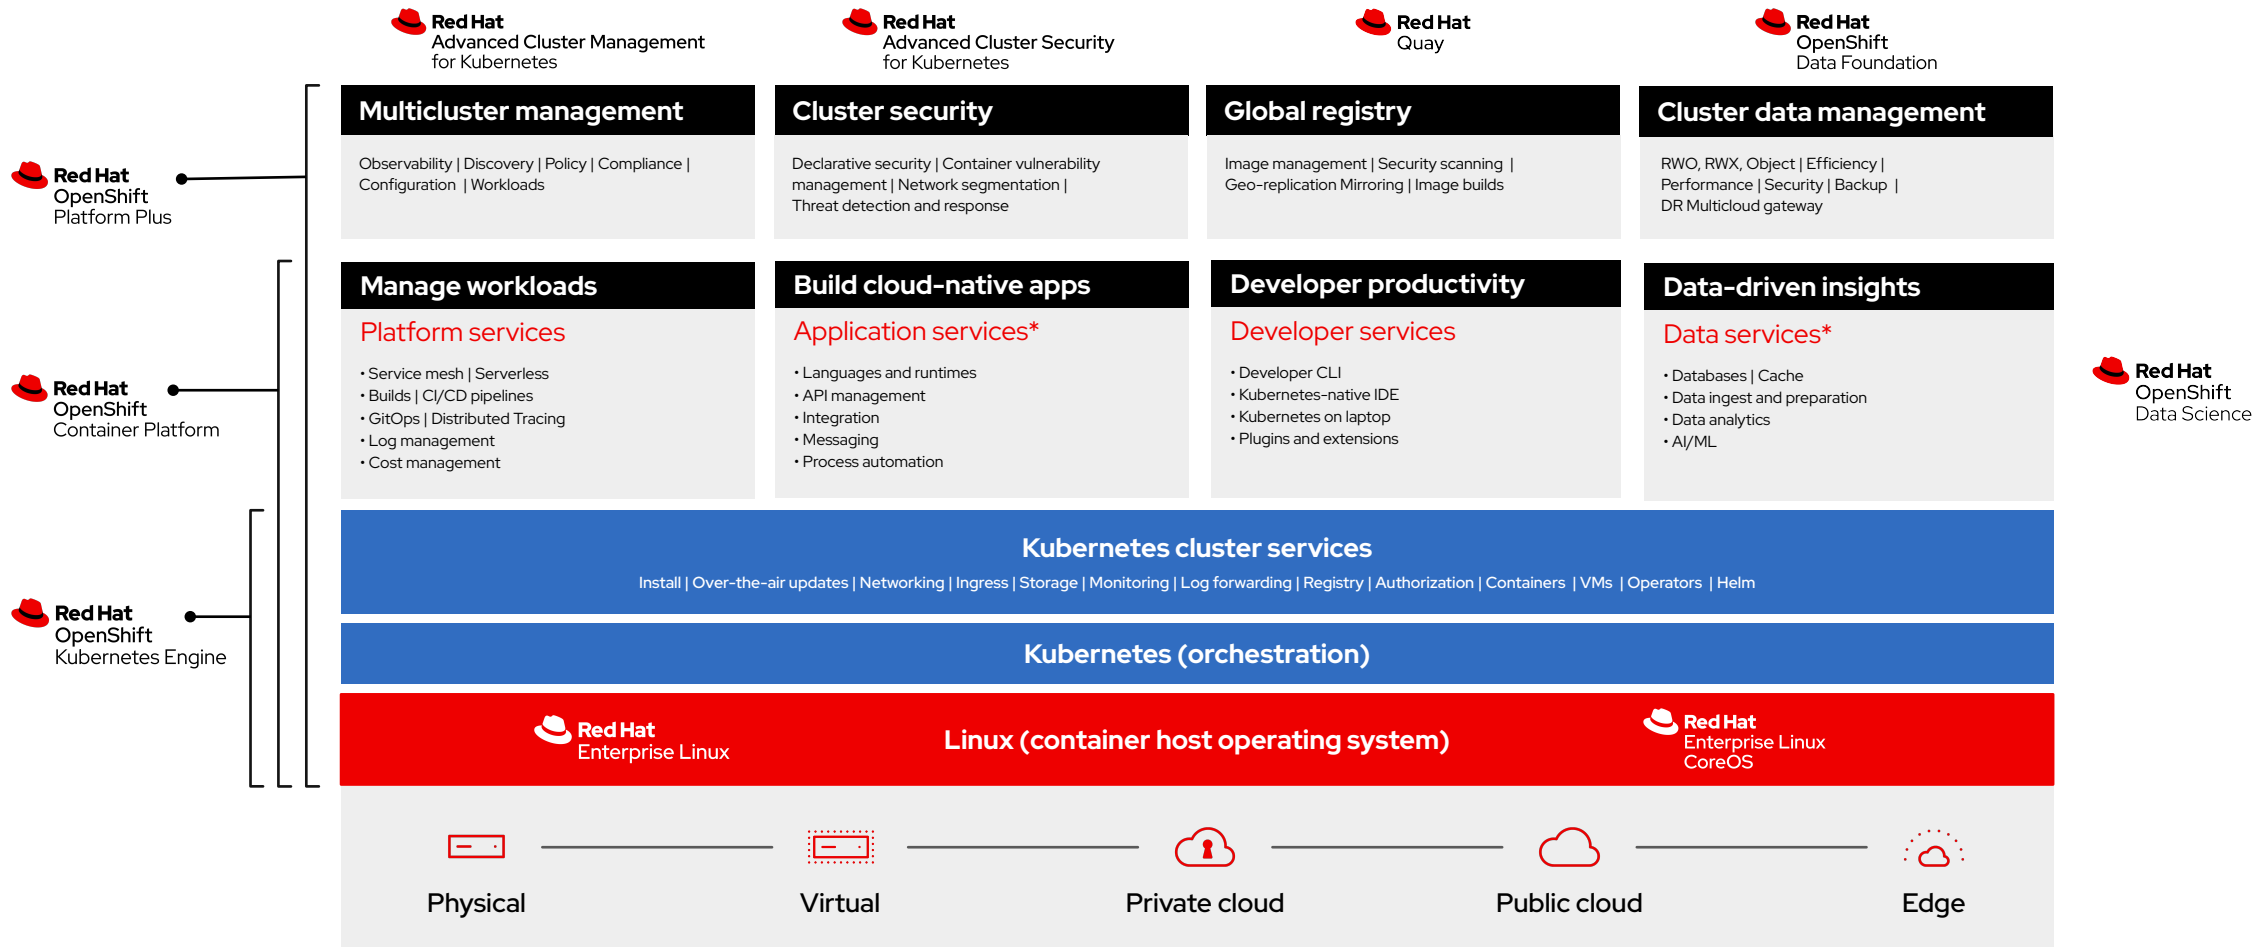 Red Hat
Advanced Cluster Management
for Kubernetes
Red Hat
Advanced Cluster Security
for Kubernetes
Red Hat
Quay
Red Hat
OpenShift
Data Foundation
Red Hat
OpenShift
Platform Plus
Multicluster management
Observability | Discovery | Policy | Compliance |
Configuration | Workloads
Cluster security
Declarative security | Container vulnerability
management | Network segmentation |
Threat detection and response
Global registry
Image management | Security scanning |
Geo-replication Mirroring | Image builds
Cluster data management
RWO, RWX, Object | Efficiency |
Performance | Security | Backup |
DR Multicloud gateway
Red Hat
OpenShift
Container Platform
Manage workloads
Platform services
• Service mesh | Serverless
• Builds | CI/CD pipelines
• GitOps | Distributed Tracing
• Log management
• Cost management
Build cloud-native apps
Application services*
• Languages and runtimes
• API management
• Integration
• Messaging
• Process automation
Developer productivity
Developer services
• Developer CLI
• Kubernetes-native IDE
• Kubernetes on laptop
• Plugins and extensions
Data-driven insights
Data services*
• Databases | Cache
• Data ingest and preparation
• Data analytics
• AI/ML
Red Hat
OpenShift
Data Science
Red Hat
OpenShift
Kubernetes Engine
Kubernetes cluster services
Install | Over-the-air updates | Networking | Ingress | Storage | Monitoring | Log forwarding | Registry | Authorization | Containers | VMs | Operators | Helm
Kubernetes (orchestration)
Red Hat
Enterprise Linux
Linux (container host operating system)
Red Hat
Enterprise Linux
CoreOS
Physical
Virtual
Private cloud
Public cloud
Edge